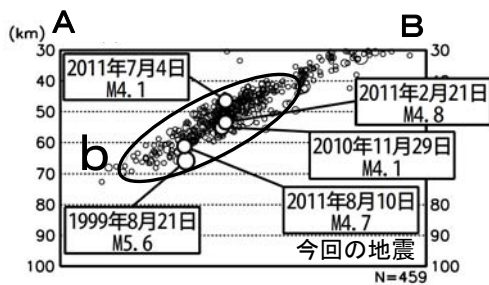 A B
(km)
30 30
40 40
50
60
70 70
80 80
90 90
100 100
2011年7月4日
M4.1
2011年2月21日
M4.8
2010年11月29日
M4.1
b
2011年8月10日
M4.7
1999年8月21日
M5.6
今回の地震
N=459